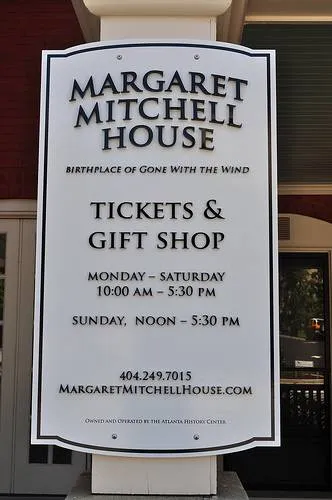 MARGARET
MITCHELL
HOUSE
BIRTHPLACE OF GONE WITH THE WIND
TICKETS &
GIFT SHOP
MONDAY – SATURDAY
10:00 AM – 5:30 PM
SUNDAY, NOON – 5:30 PM
404.249.7015
MARGARETMITCHELLHOUSE.COM
OWNED AND OPERATED BY THE ATLANTA HISTORY CENTER